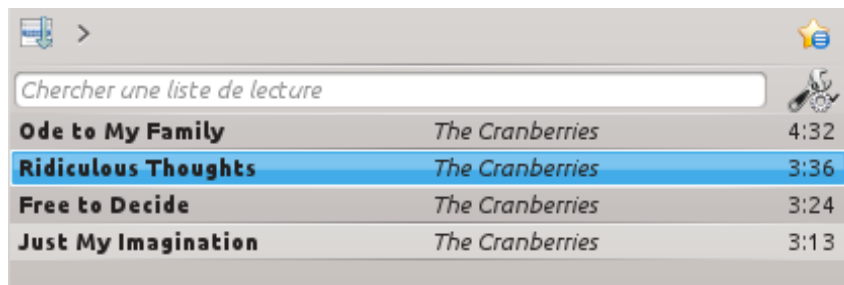 >
Chercher une liste de lecture
Ode to My Family The Cranberries 4:32
Ridiculous Thoughts The Cranberries 3:36
Free to Decide The Cranberries 3:24
Just My Imagination The Cranberries 3:13